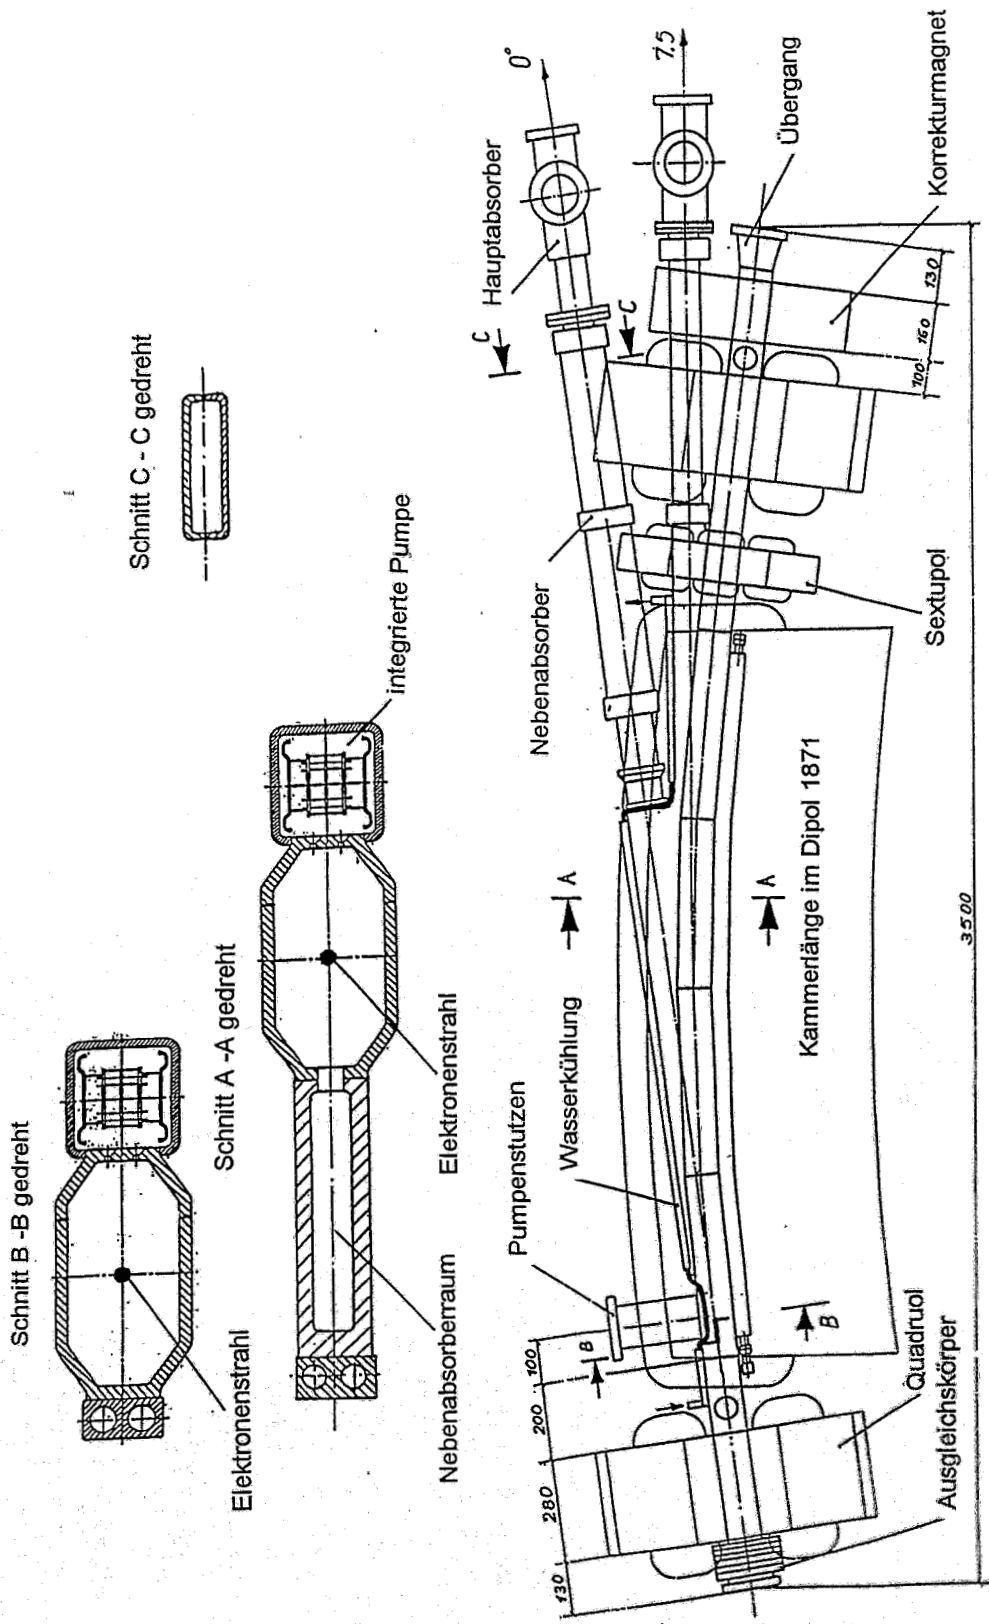 Schnitt B -B gedreht
Elektronenstrahl
Schnitt A -A gedreht
Nebenabsorberraum
Elektronenstrahl
integrierte Pumpe
Schnitt C - C gedreht
Pumpenstutzen
Wasserkühlung
Nebenabsorber
Hauptabsorber
0°
7.5
C
C
A
A
B
B
130
280
200
100
Kammerlänge im Dipol 1871
Quadruol
Ausgleichskörper
Sextupol
Übergang
Korrekturmagnet
100
160
130
3500